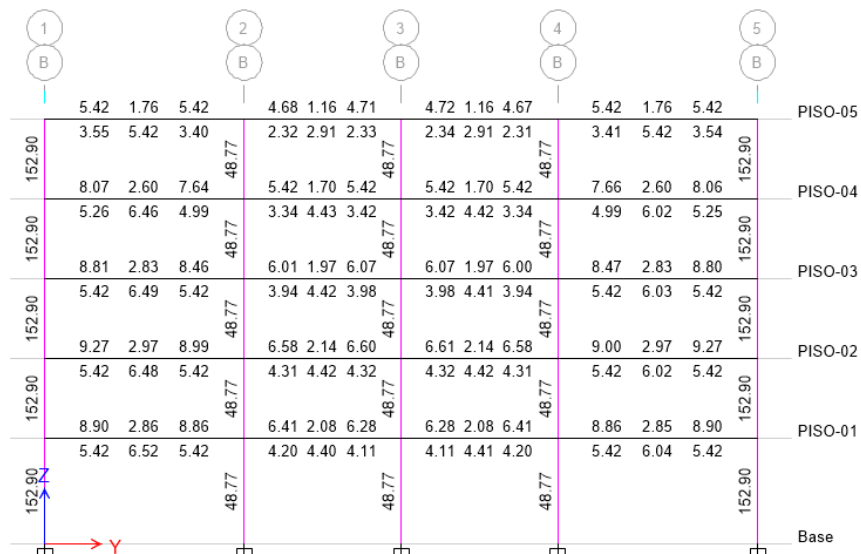 1 2 3 4 5
B B B B B
5.42 1.76 5.42 4.68 1.16 4.71 4.72 1.16 4.67 5.42 1.76 5.42 PISO-05
3.55 5.42 3.40 2.32 2.91 2.33 2.34 2.91 2.31 3.41 5.42 3.54
152.90 48.77 48.77 48.77 152.90
8.07 2.60 7.64 5.42 1.70 5.42 5.42 1.70 5.42 7.66 2.60 8.06 PISO-04
5.26 6.46 4.99 3.34 4.43 3.42 3.42 4.42 3.34 4.99 6.02 5.25
152.90 48.77 48.77 48.77 152.90
8.81 2.83 8.46 6.01 1.97 6.07 6.07 1.97 6.00 8.47 2.83 8.80 PISO-03
5.42 6.49 5.42 3.94 4.42 3.98 3.98 4.41 3.94 5.42 6.03 5.42
152.90 48.77 48.77 48.77 152.90
9.27 2.97 8.99 6.58 2.14 6.60 6.61 2.14 6.58 9.00 2.97 9.27 PISO-02
5.42 6.48 5.42 4.31 4.42 4.32 4.32 4.42 4.31 5.42 6.02 5.42
152.90 48.77 48.77 48.77 152.90
8.90 2.86 8.86 6.41 2.08 6.28 6.28 2.08 6.41 8.86 2.85 8.90 PISO-01
5.42 6.52 5.42 4.20 4.40 4.11 4.11 4.41 4.20 5.42 6.04 5.42
152.90 48.77 48.77 48.77 152.90
Z
Y
Base